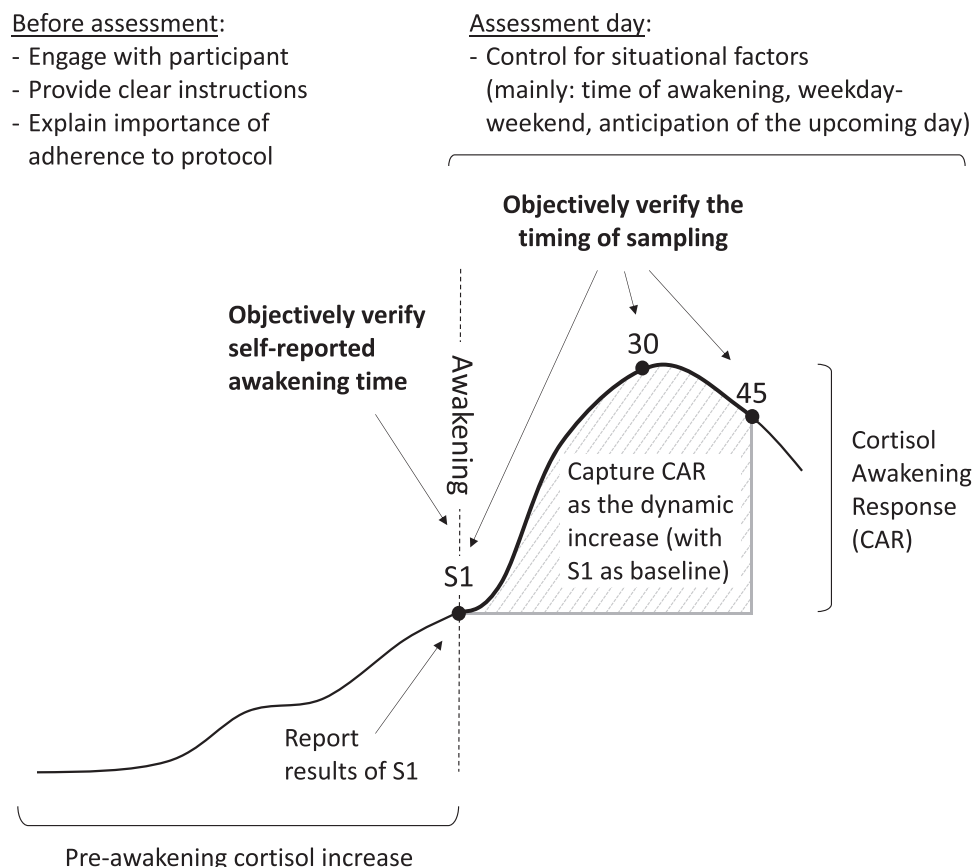 Before assessment:
- Engage with participant
- Provide clear instructions
- Explain importance of
adherence to protocol
Assessment day:
- Control for situational factors
(mainly: time of awakening, weekday-
weekend, anticipation of the upcoming day)
Objectively verify the
timing of sampling
Objectively verify
self-reported
awakening time
Awakening
30
45
Capture CAR
as the dynamic
increase (with
S1 as baseline)
Cortisol
Awakening
Response
(CAR)
S1
Report
results of S1
Pre-awakening cortisol increase